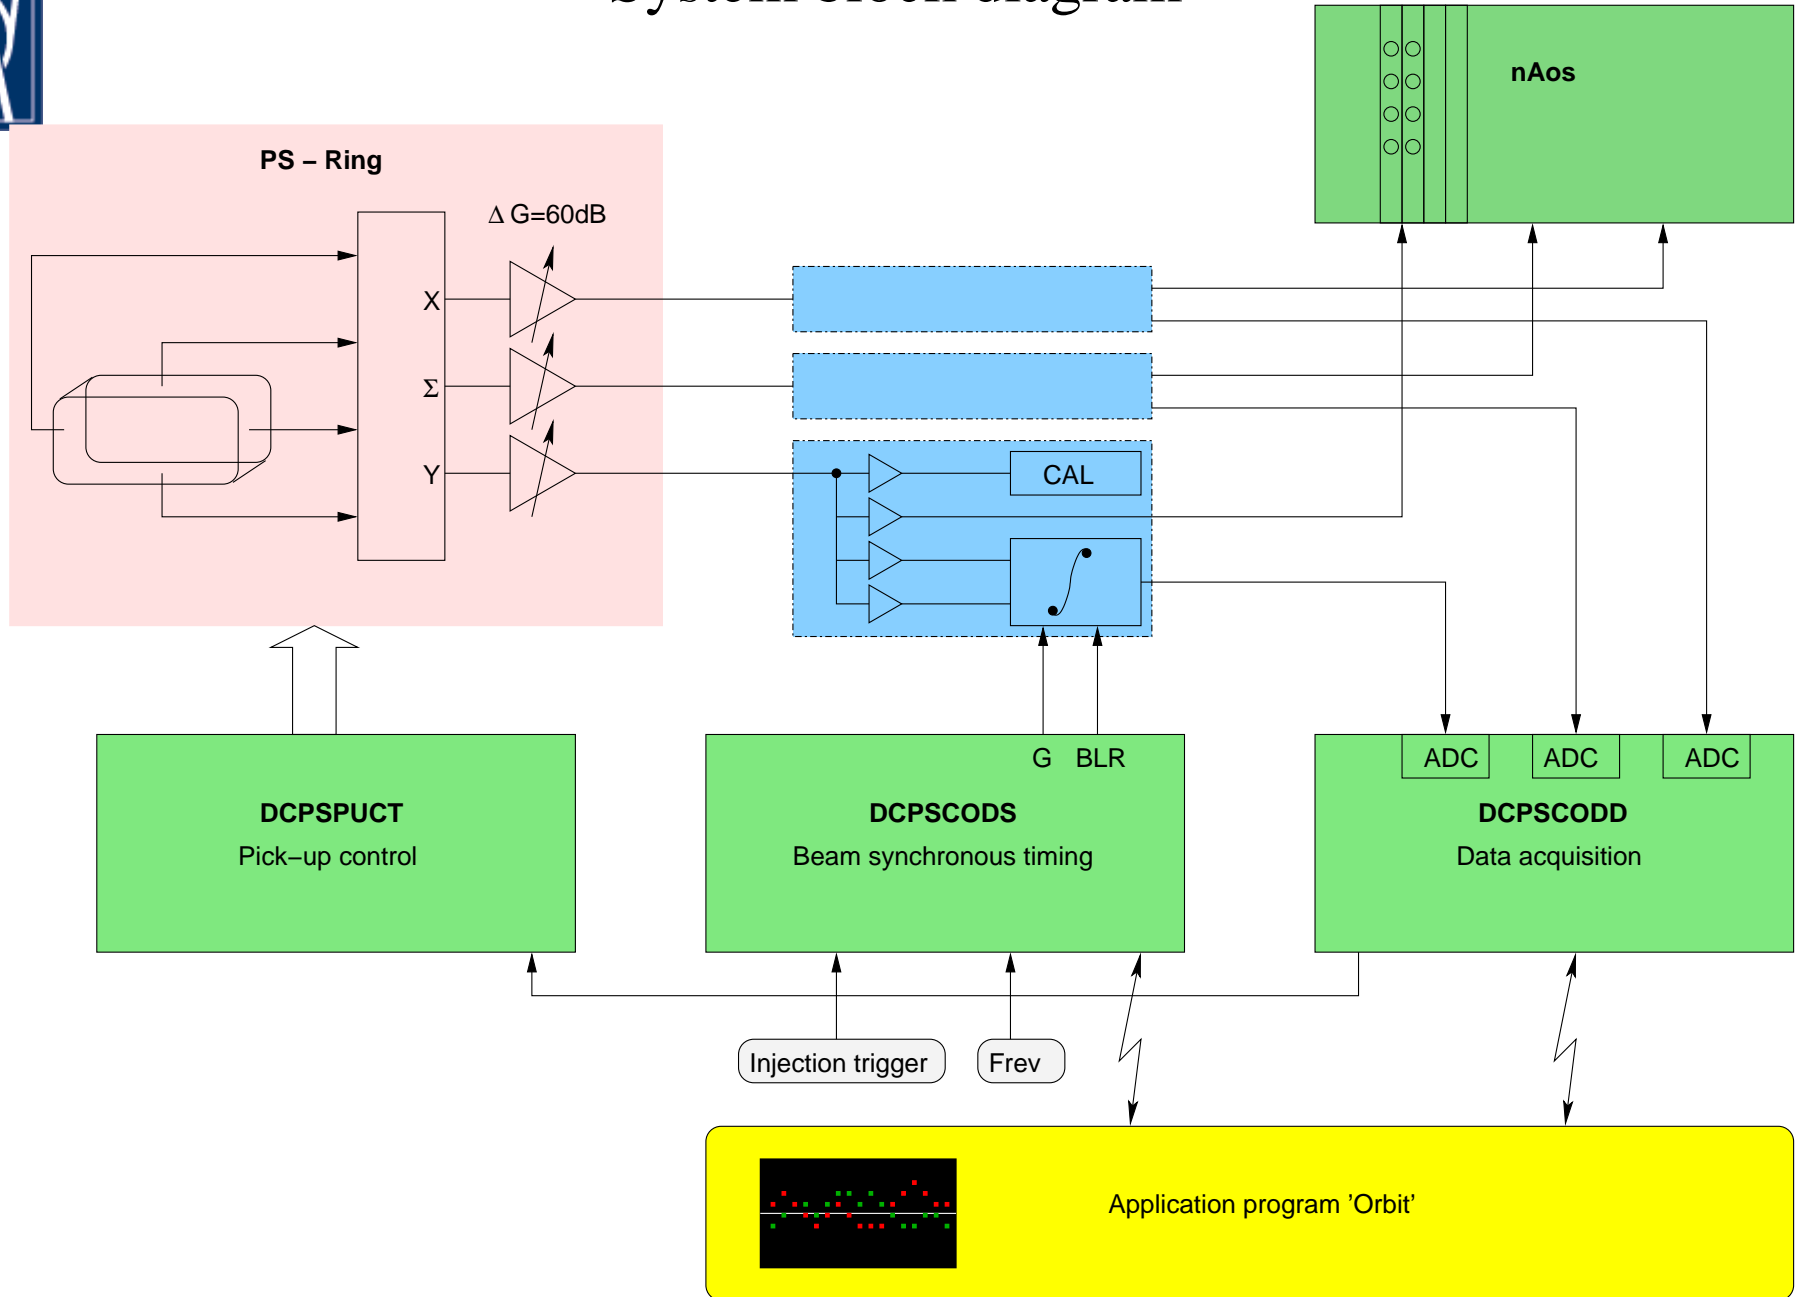 nAos
PS – Ring
Δ G=60dB
X
Σ
Y
CAL
G BLR
ADC ADC ADC
DCPSPUCT
Pick–up control
DCPSCODS
Beam synchronous timing
DCPSCODD
Data acquisition
Injection trigger
Frev
Application program ’Orbit’